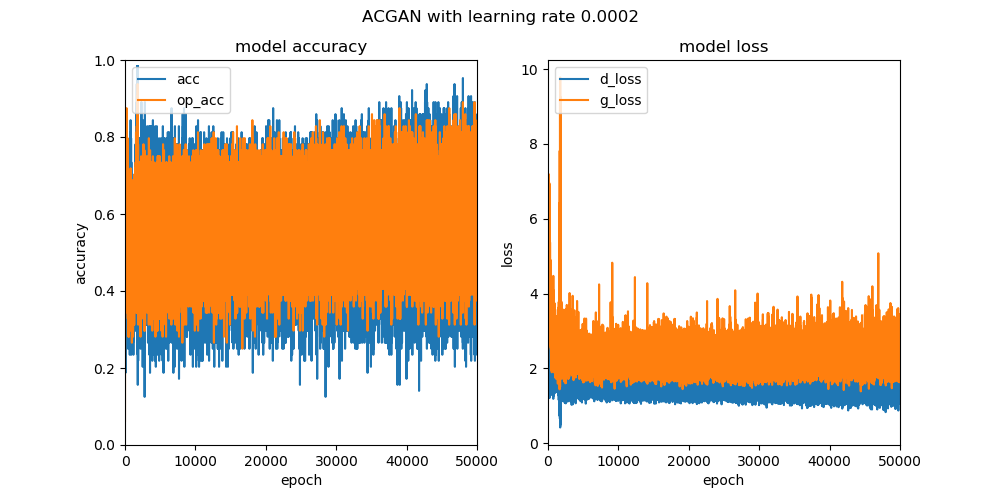 ACGAN with learning rate 0.0002
model accuracy
acc
op_acc
1.0
0.8
0.6
0.4
0.2
0.0
accuracy
0 10000 20000 30000 40000 50000
epoch
model loss
d_loss
g_loss
10
8
6
4
2
0
loss
0 10000 20000 30000 40000 50000
epoch